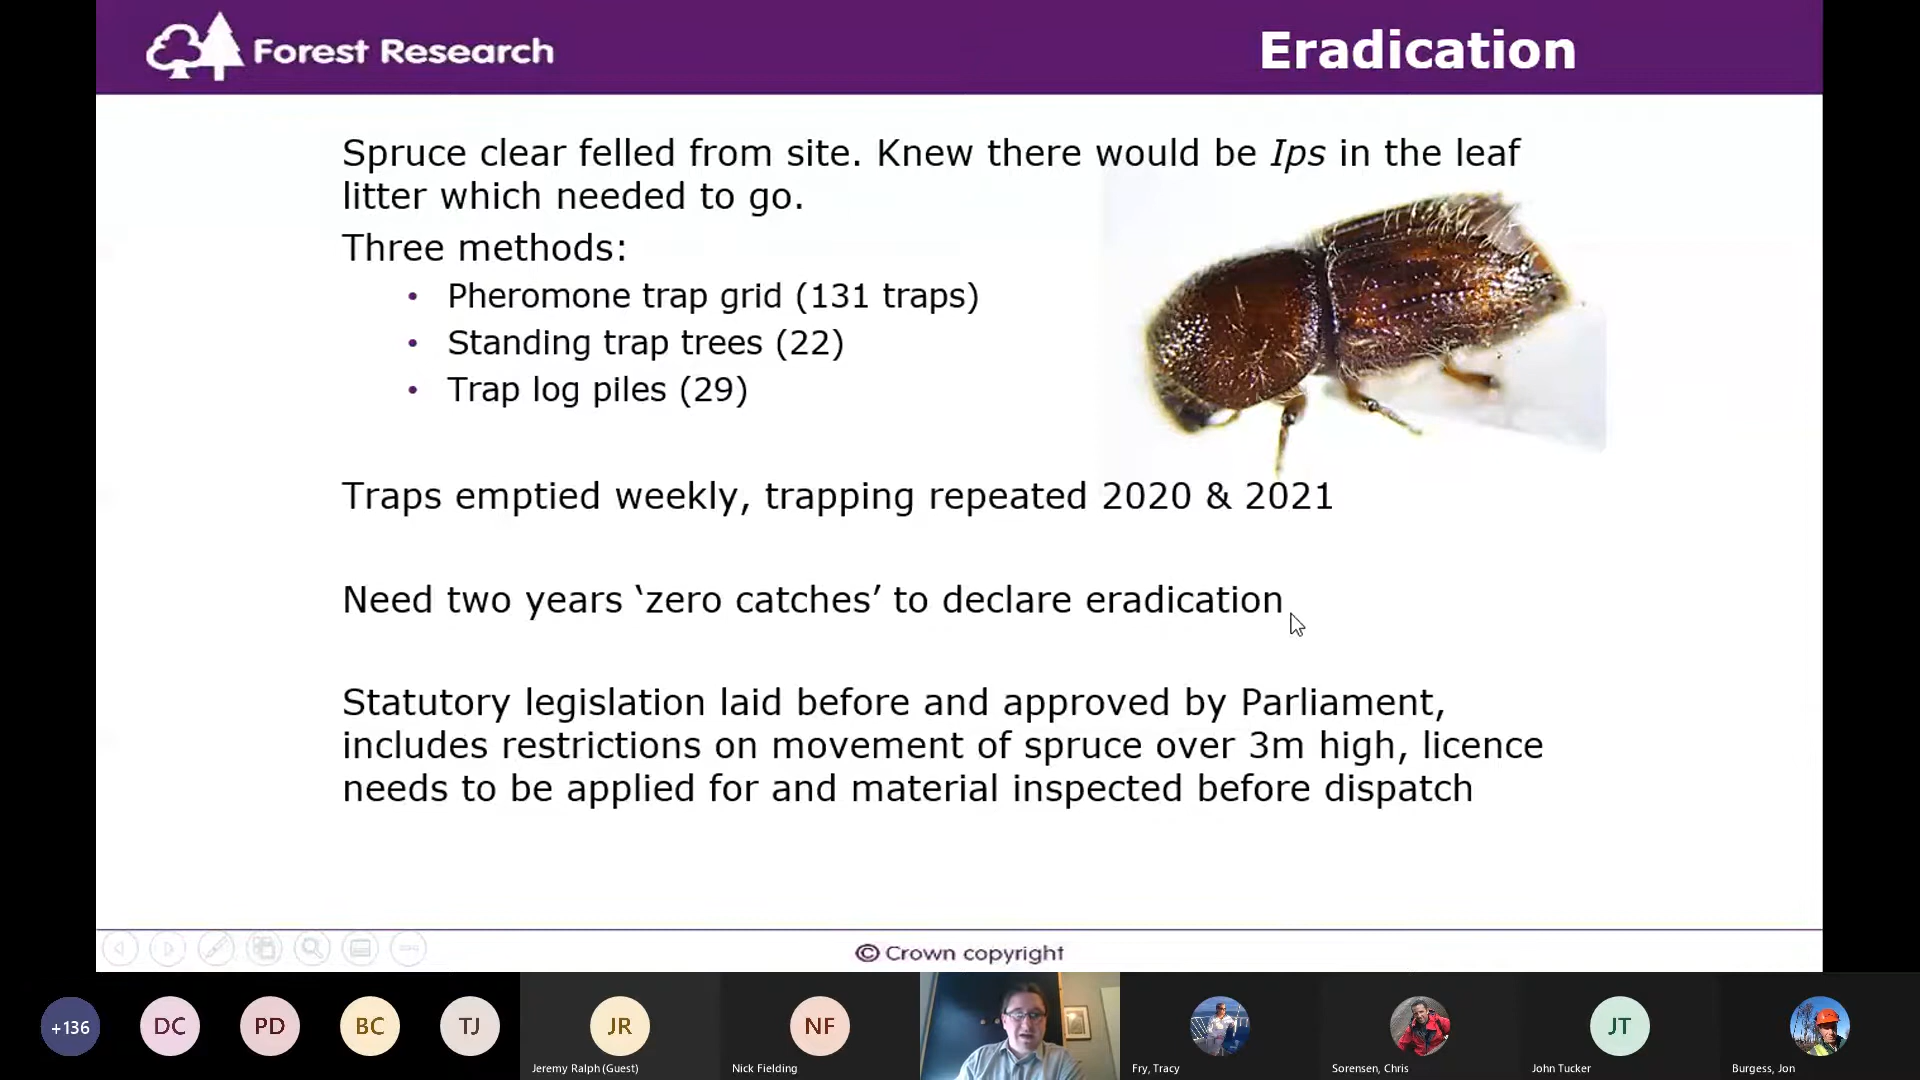 Forest Research
Eradication
Spruce clear felled from site. Knew there would be Ips in the leaf
litter which needed to go.
Three methods:
• Pheromone trap grid (131 traps)
• Standing trap trees (22)
• Trap log piles (29)
Traps emptied weekly, trapping repeated 2020 & 2021
Need two years ‘zero catches’ to declare eradication
Statutory legislation laid before and approved by Parliament,
includes restrictions on movement of spruce over 3m high, licence
needs to be applied for and material inspected before dispatch
© Crown copyright
+136
DC
PD
BC
TJ
JR
NF
JT
Jeremy Ralph (Guest)
Nick Fielding
Fry, Tracy
Sorensen, Chris
John Tucker
Burgess, Jon